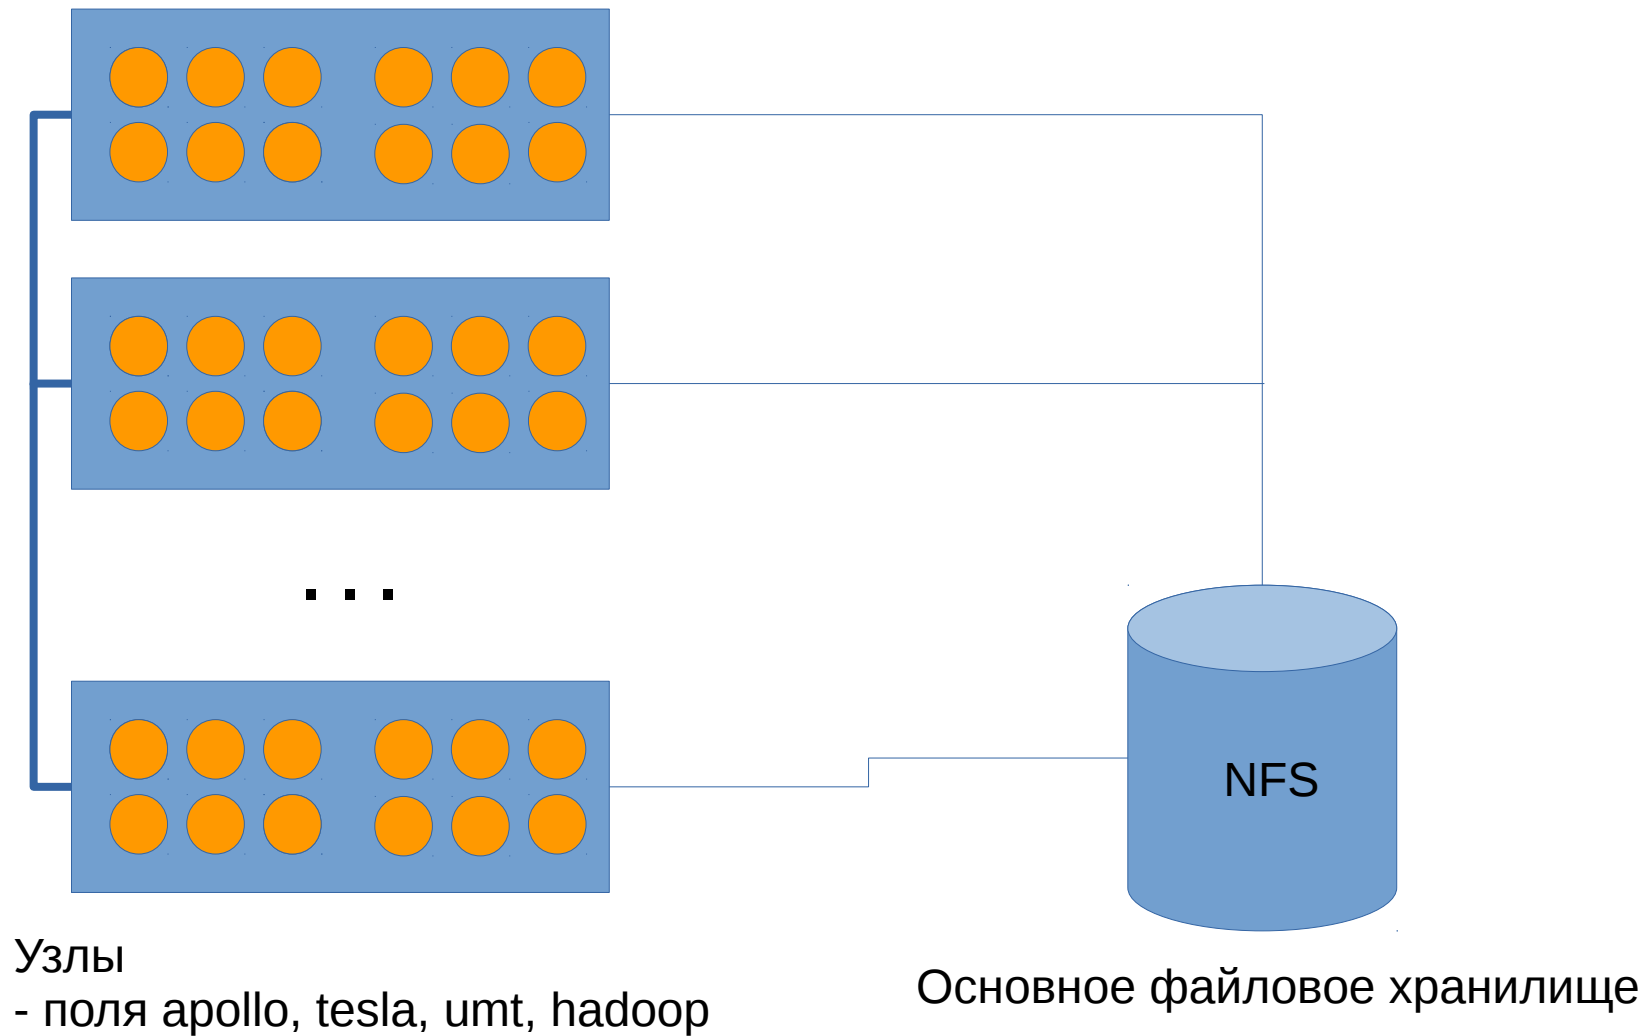 . . .
NFS
Узлы
- поля apollo, tesla, umt, hadoop
Основное файловое хранилище